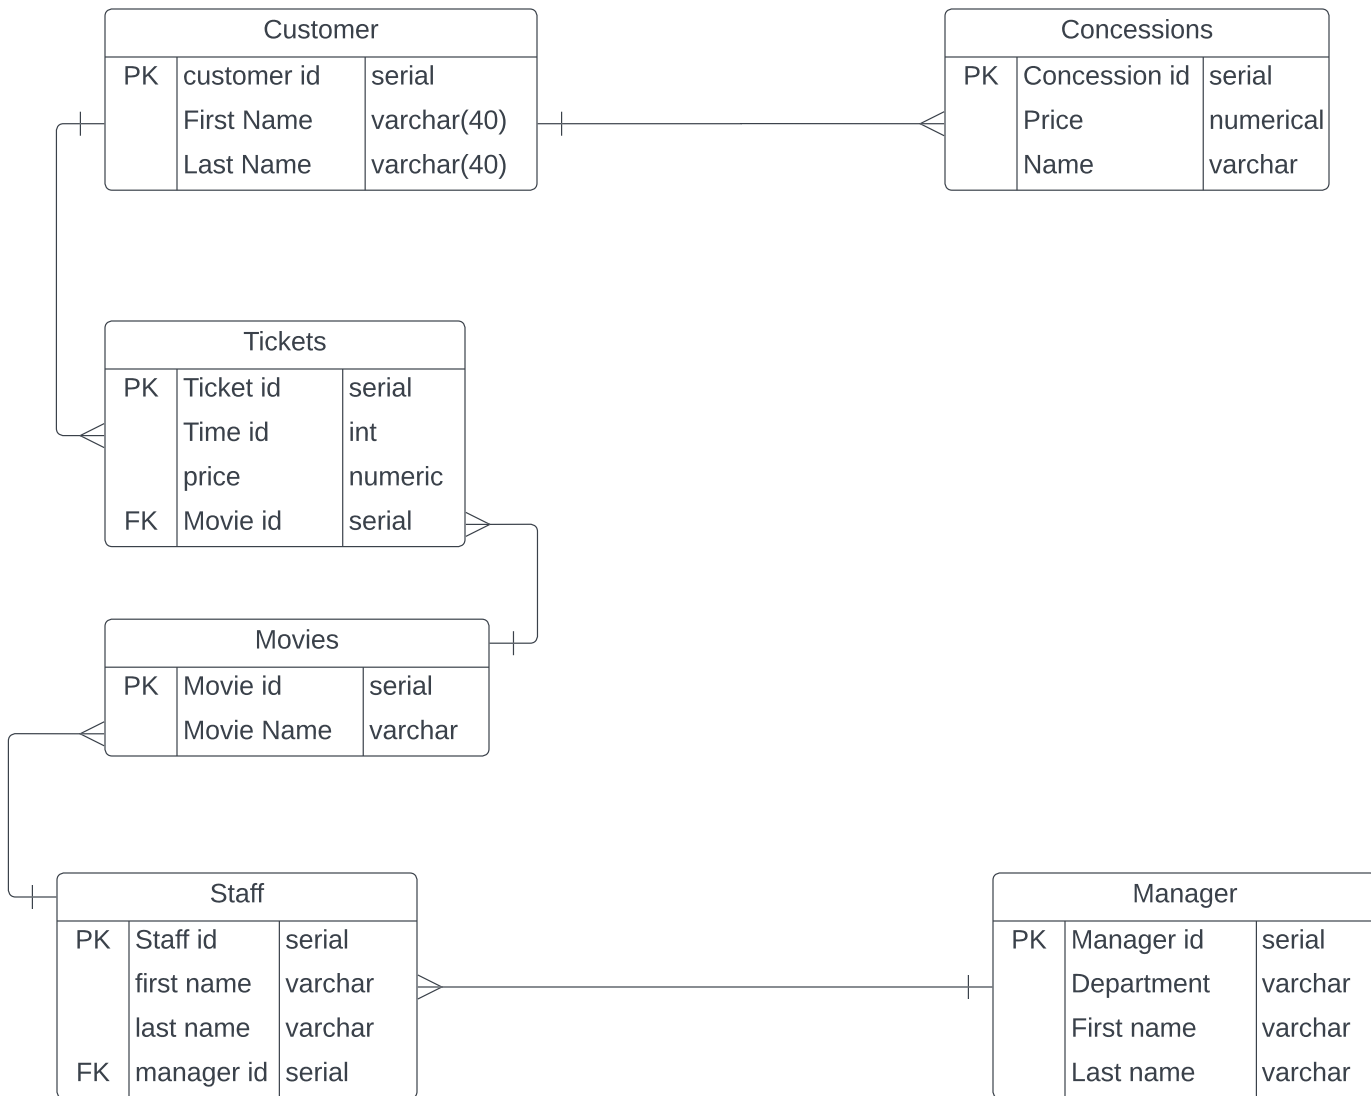 Customer
PK customer id serial
First Name varchar(40)
Last Name varchar(40)
Concessions
PK Concession id serial
Price numerical
Name varchar
Tickets
PK Ticket id serial
Time id int
price numeric
FK Movie id serial
Movies
PK Movie id serial
Movie Name varchar
Staff
PK Staff id serial
first name varchar
last name varchar
FK manager id serial
Manager
PK Manager id serial
Department varchar
First name varchar
Last name varchar